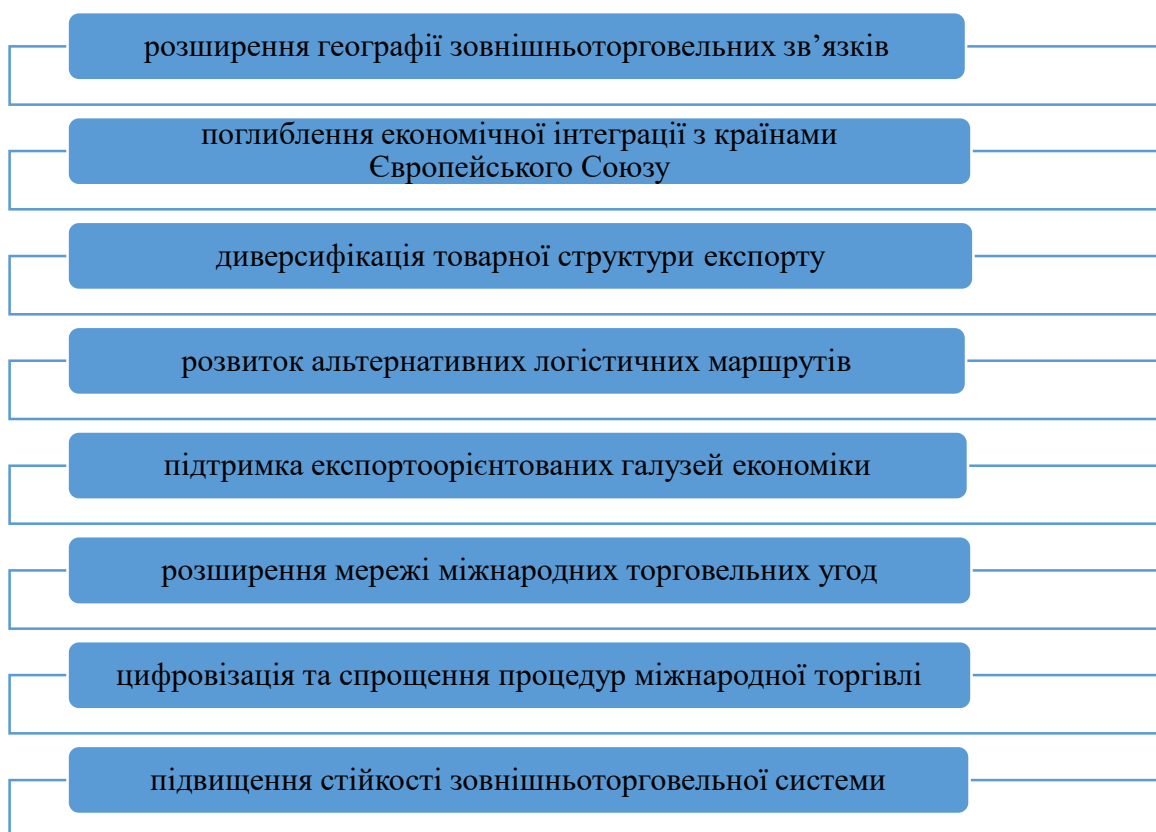 розширення географії зовнішньоторговельних зв’язків
поглиблення економічної інтеграції з країнами
Європейського Союзу
диверсифікація товарної структури експорту
розвиток альтернативних логістичних маршрутів
підтримка експортоорієнтованих галузей економіки
розширення мережі міжнародних торговельних угод
цифровізація та спрощення процедур міжнародної торгівлі
підвищення стійкості зовнішньоторговельної системи